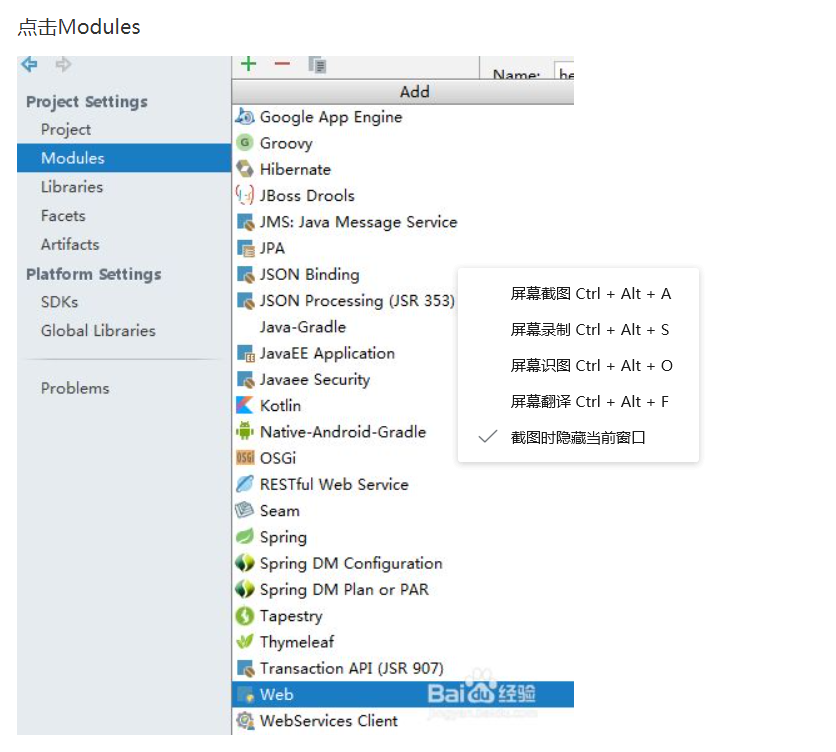 点击Modules
Name: he
Add
Project Settings
Project
Modules
Libraries
Facets
Artifacts
Platform Settings
SDKs
Global Libraries
Problems
Google App Engine
G
Groovy
Hibernate
JBoss Drools
JMS: Java Message Service
JPA
JSON Binding
JSON Processing (JSR 353)
Java-Gradle
JavaEE Application
Javaee Security
Kotlin
Native-Android-Gradle
OSGi
OSGi
RESTful Web Service
Seam
Spring
Spring DM Configuration
Spring DM Plan or PAR
Tapestry
Thymeleaf
Transaction API (JSR 907)
Web
WebServices Client
屏幕截图 Ctrl + Alt + A
屏幕录制 Ctrl + Alt + S
屏幕识图 Ctrl + Alt + O
屏幕翻译 Ctrl + Alt + F
截图时隐藏当前窗口
Bai du 经验
jingyan.baidu.com